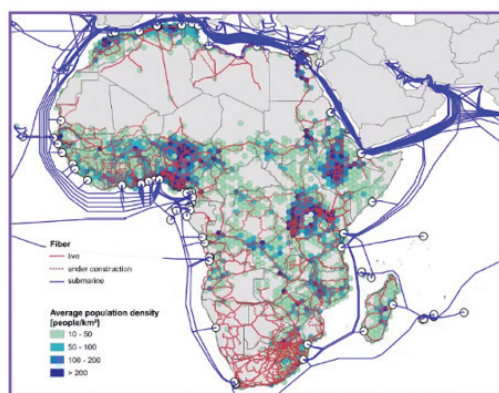 Fiber
live
under construction
submarine
Average population density
[people/km²]
10 - 50
50 - 100
100 - 200
> 200